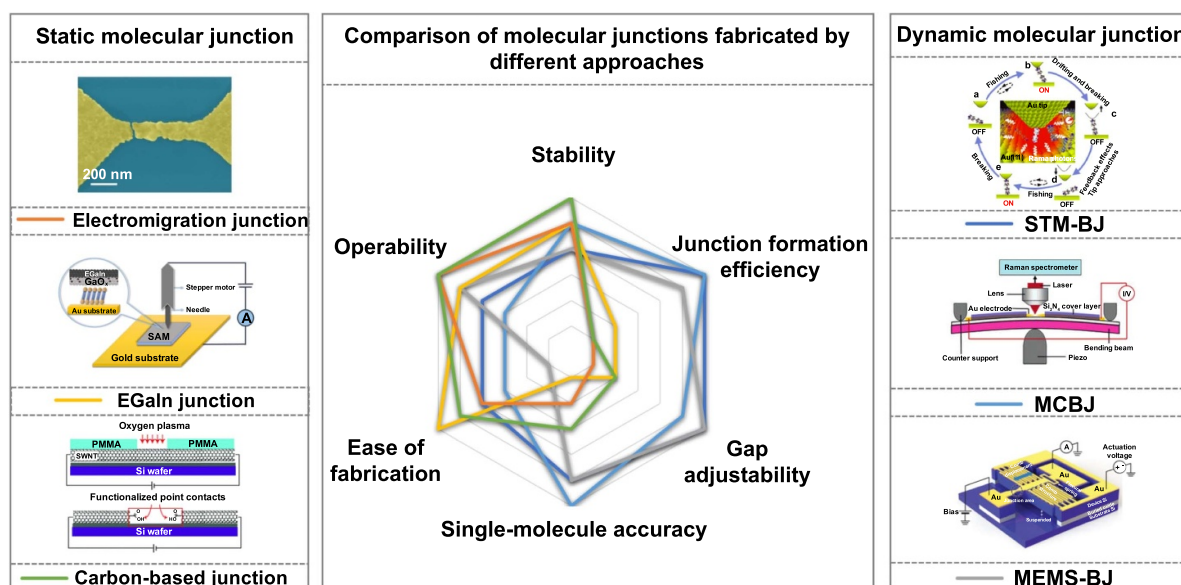 Static molecular junction
200 nm
Electromigration junction
EGaIn
GaOx
Au substrate
Stepper motor
Needle
A
SAM
Gold substrate
EGaIn junction
Oxygen plasma
PMMA PMMA
SWNT
Si wafer
Functionalized point contacts
O O
OH HO
Si wafer
Carbon-based junction
Comparison of molecular junctions fabricated by
different approaches
Stability
Operability
Junction formation
efficiency
Ease of
fabrication
Gap
adjustability
Single-molecule accuracy
Dynamic molecular junction
b
Fishing
ON
Drifting and breaking
a
Au tip
c
OFF
OFF
Breaking
e
d
Feedback effects
Tip approaches
Fishing
ON
OFF
STM-BJ
Raman spectrometer
Laser
Lens
I/V
Au electrode
SixNx cover layer
Counter support
Piezo
Bending beam
MCBJ
A
Actuation
voltage
Au
Au
Au
Bias
Suspended
MEMS-BJ